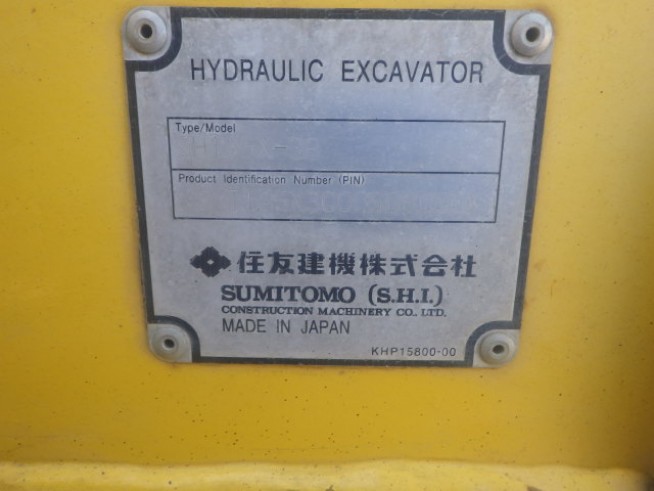 HYDRAULIC EXCAVATOR
Type/Model
Product Identification Number (PIN)
住友建機株式会社
SUMITOMO (S.H.I.)
CONSTRUCTION MACHINERY CO., LTD.
MADE IN JAPAN
KHP15800-00